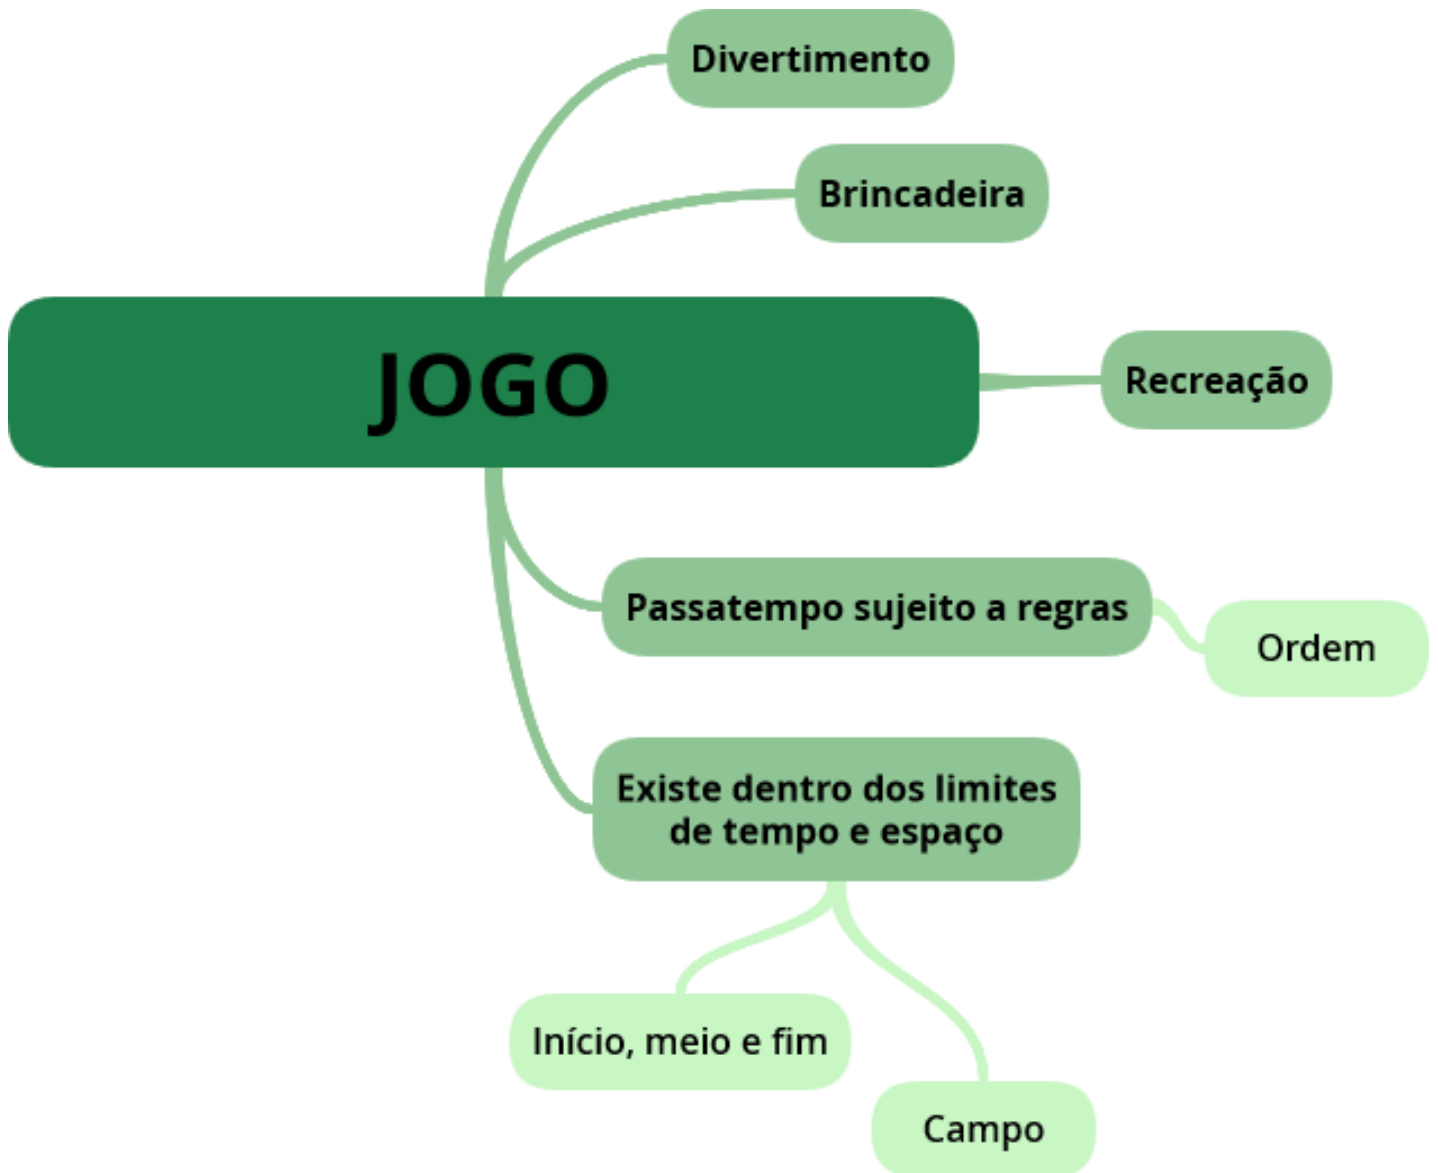 Divertimento
Brincadeira
JOGO
Recreação
Passatempo sujeito a regras
Ordem
Existe dentro dos limites
de tempo e espaço
Início, meio e fim
Campo